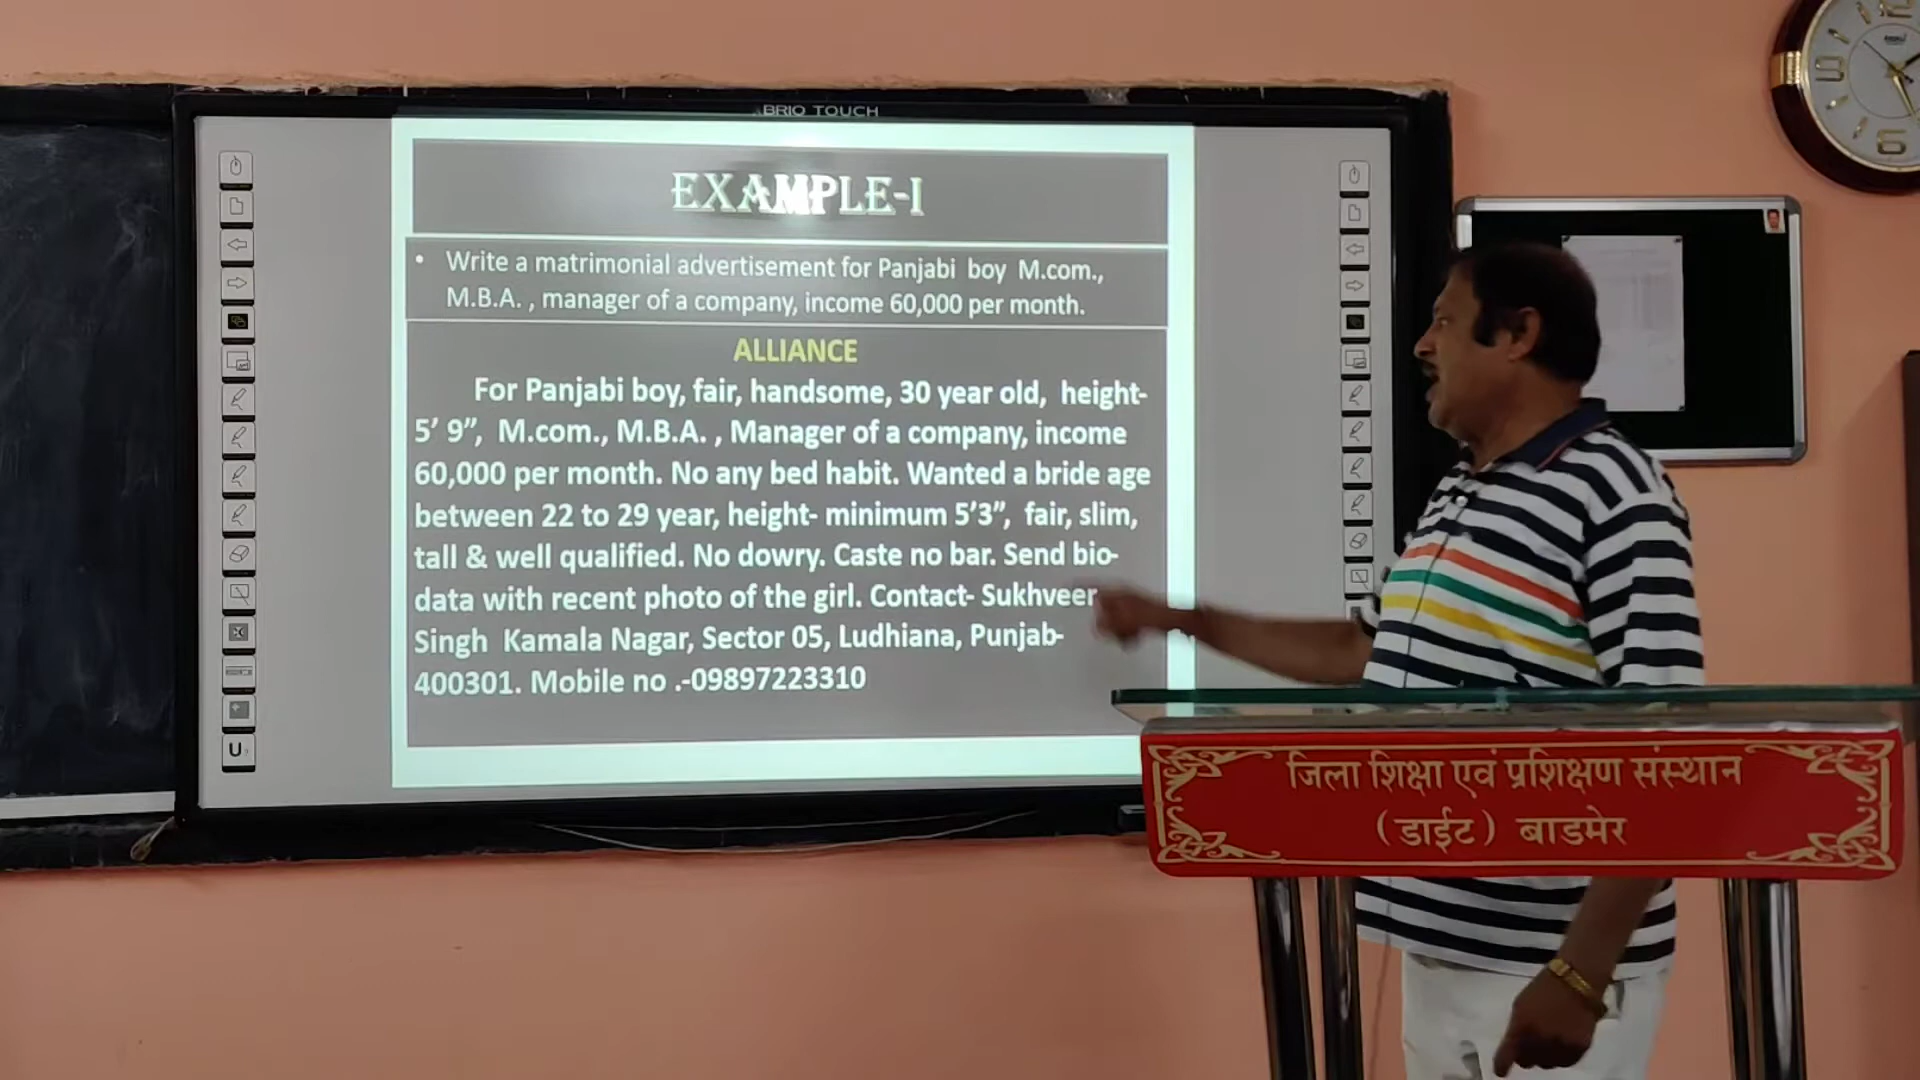 BRIO TOUCH
EXAMPLE-I
• Write a matrimonial advertisement for Panjabi boy M.com.,
M.B.A. , manager of a company, income 60,000 per month.
ALLIANCE
For Panjabi boy, fair, handsome, 30 year old, height-
5’ 9”, M.com., M.B.A. , Manager of a company, income
60,000 per month. No any bed habit. Wanted a bride age
between 22 to 29 year, height- minimum 5’3”, fair, slim,
tall & well qualified. No dowry. Caste no bar. Send bio-
data with recent photo of the girl. Contact- Sukhveer
Singh Kamala Nagar, Sector 05, Ludhiana, Punjab-
400301. Mobile no .-09897223310
U
12
9
6
जिला शिक्षा एवं प्रशिक्षण संस्थान
(डाईट) बाडमेर